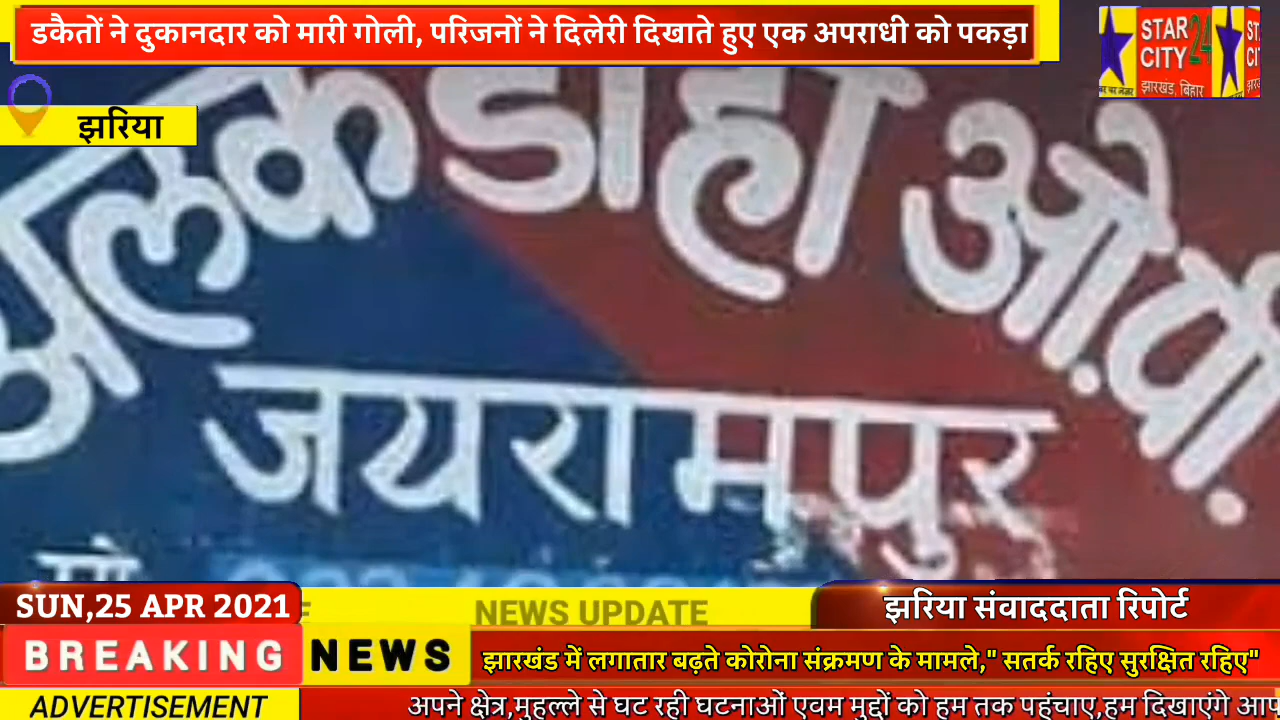 डकैतों ने दुकानदार को मारी गोली, परिजनों ने दिलेरी दिखाते हुए एक अपराधी को पकड़ा
STAR
CITY 24
झारखंड, बिहार
झरिया
ओ.पी.
जयरामपुर
SUN,25 APR 2021
NEWS UPDATE
झरिया संवाददाता रिपोर्ट
BREAKING NEWS
झारखंड में लगातार बढ़ते कोरोना संक्रमण के मामले," सतर्क रहिए सुरक्षित रहिए"
ADVERTISEMENT
अपने क्षेत्र,मुहल्ले से घट रही घटनाओं एवम मुद्दों को हम तक पहुंचाए,हम दिखाएंगे